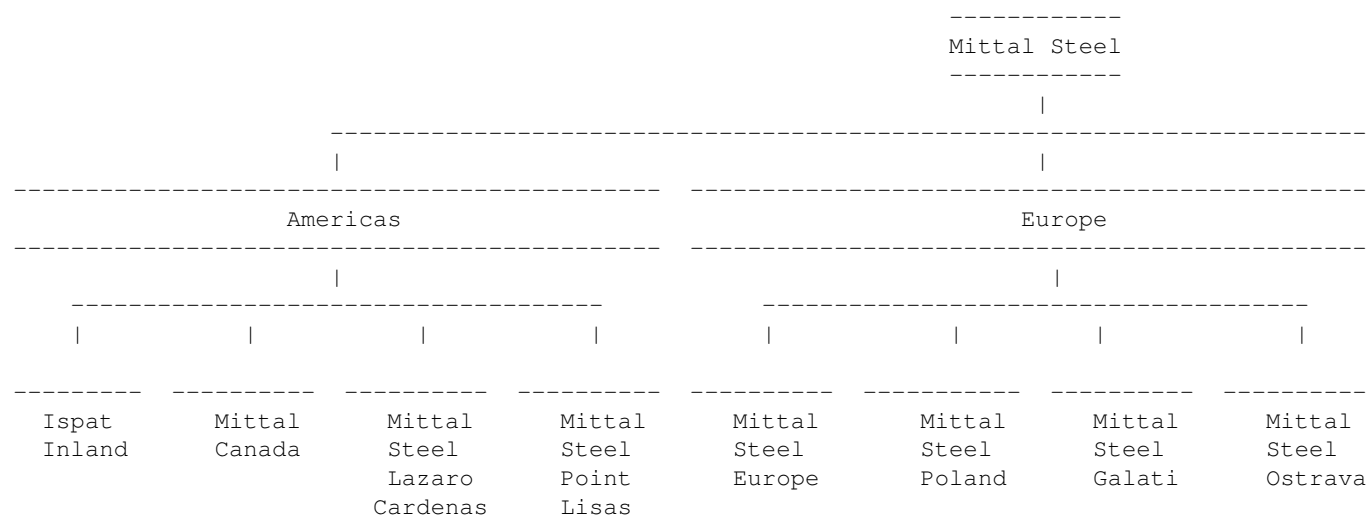 Mittal Steel
Americas Europe
Ispat Mittal Mittal Mittal Mittal Mittal Mittal Mittal
Inland Canada Steel Steel Steel Steel Steel Steel
Lazaro Point Europe Poland Galati Ostrava
Cardenas Lisas